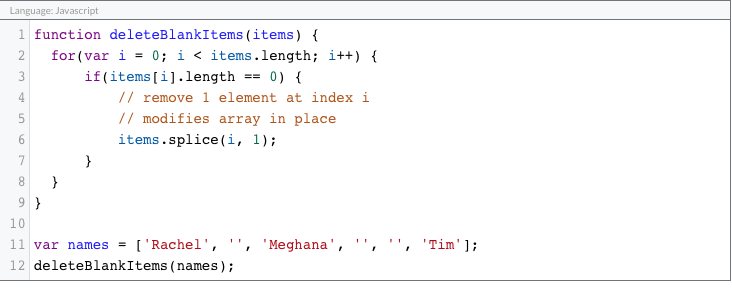 Language: Javascript
1 function deleteBlankItems(items) {
2   for(var i = 0; i < items.length; i++) {
3       if(items[i].length == 0) {
4           // remove 1 element at index i
5           // modifies array in place
6           items.splice(i, 1);
7       }
8   }
9 }
10
11 var names = ['Rachel', '', 'Meghana', '', '', 'Tim'];
12 deleteBlankItems(names);